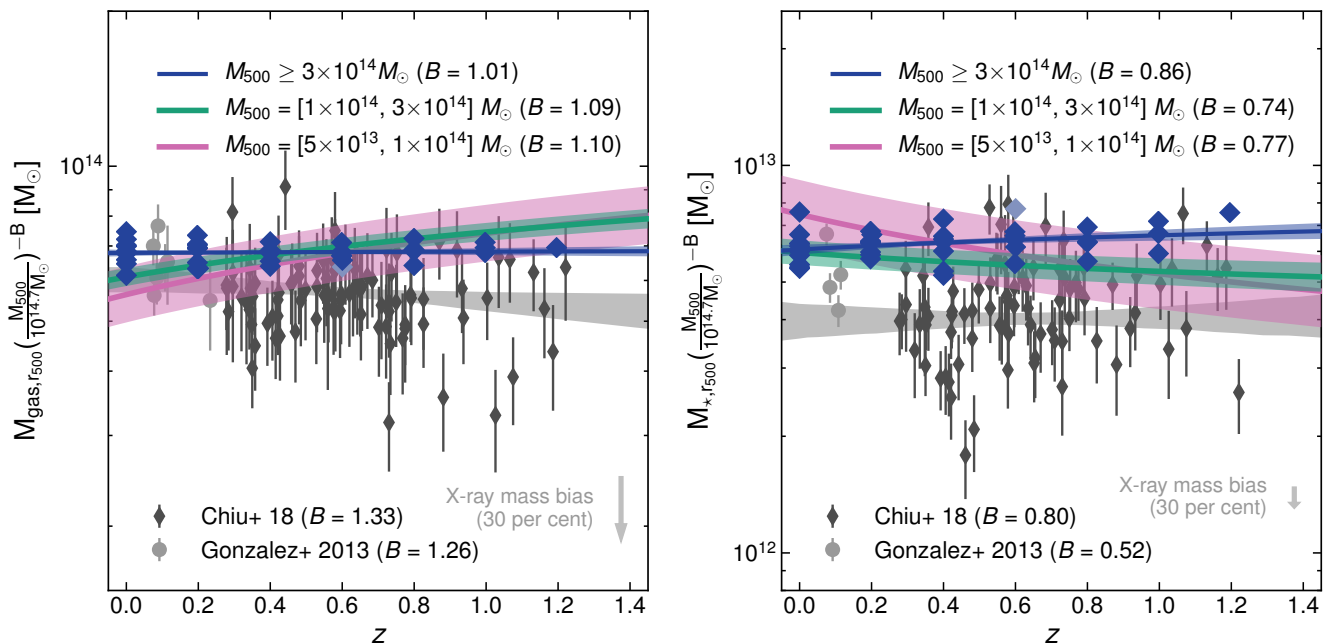 M_gas,r500 (M500 / 10^14.7 M⊙)^−B [M⊙]
10^14
M500 ≥ 3×10^14 M⊙ (B = 1.01)
M500 = [1×10^14, 3×10^14] M⊙ (B = 1.09)
M500 = [5×10^13, 1×10^14] M⊙ (B = 1.10)
X-ray mass bias
(30 per cent)
Chiu+ 18 (B = 1.33)
Gonzalez+ 2013 (B = 1.26)
0.0 0.2 0.4 0.6 0.8 1.0 1.2 1.4
z
M_⋆,r500 (M500 / 10^14.7 M⊙)^−B [M⊙]
10^13
10^12
M500 ≥ 3×10^14 M⊙ (B = 0.86)
M500 = [1×10^14, 3×10^14] M⊙ (B = 0.74)
M500 = [5×10^13, 1×10^14] M⊙ (B = 0.77)
X-ray mass bias
(30 per cent)
Chiu+ 18 (B = 0.80)
Gonzalez+ 2013 (B = 0.52)
0.0 0.2 0.4 0.6 0.8 1.0 1.2 1.4
z